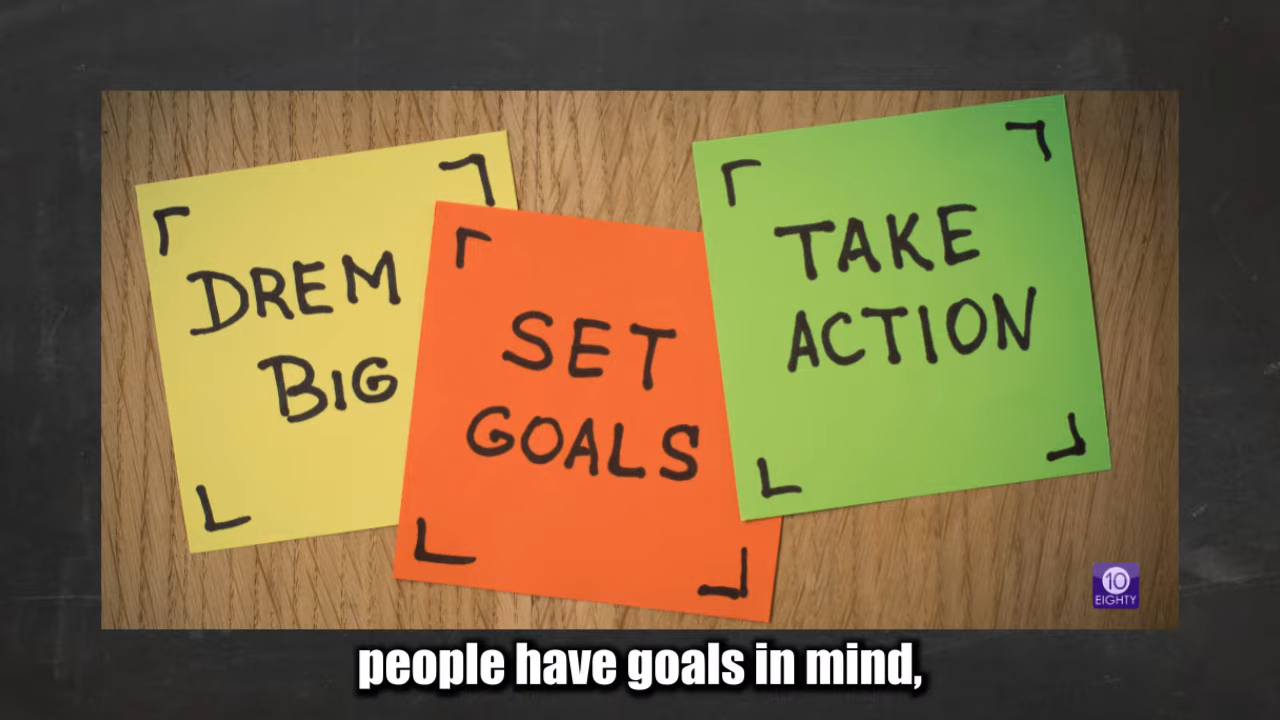 DREM
BIG
SET
GOALS
TAKE
ACTION
10
EIGHTY
people have goals in mind,